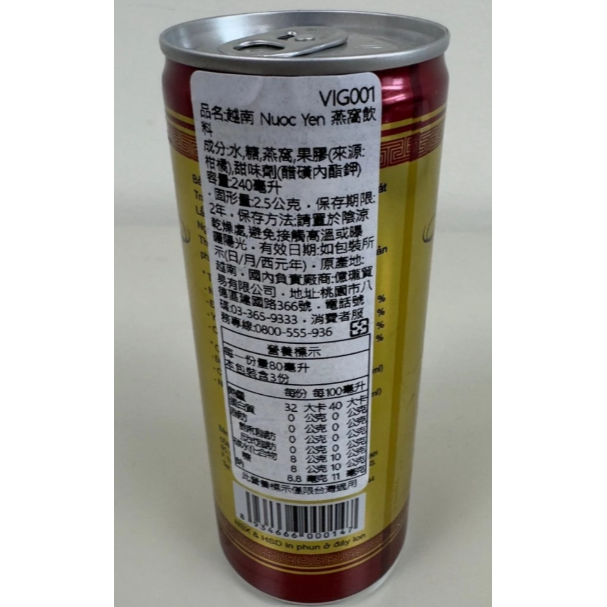 VIG001
品名:越南 Nuoc Yen 燕窩飲
料
成分:水,糖,燕窩,果膠(來源:
柑橘),甜味劑(醋磺內酯鉀)
容量:240毫升
・固形量:2.5公克・保存期限:
2年・保存方法:請置於陰涼
乾燥處,避免接觸高溫或曝
曬陽光・有效日期:如包裝所
示(日/月/西元年)・原產地:
越南・國內負責廠商:億瓏貿
易有限公司・地址:桃園市八
德區建國路366號・電話號
碼:03-365-9333・消費者服
務專線:0800-555-936
營養標示
每一份量80毫升
本包裝含3份
每份 每100毫升
熱量 32 大卡 40 大卡
蛋白質 0 公克 0 公克
脂肪 0 公克 0 公克
飽和脂肪 0 公克 0 公克
反式脂肪 0 公克 0 公克
碳水化合物 8 公克 10 公克
糖 8 公克 10 公克
鈉 8.8 毫克 11 毫克
此營養標示僅限台灣適用
8 934666 000147
NSX & HSD in phun ở đáy lon